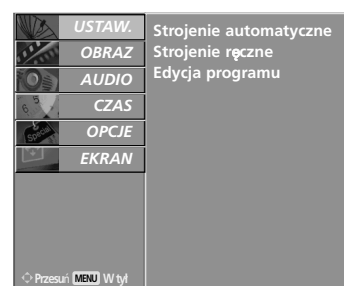 USTAW.
OBRAZ
AUDIO
CZAS
OPCJE
EKRAN
Strojenie automatyczne
Strojenie ręczne
Edycja programu
Przesuń MENU W tył